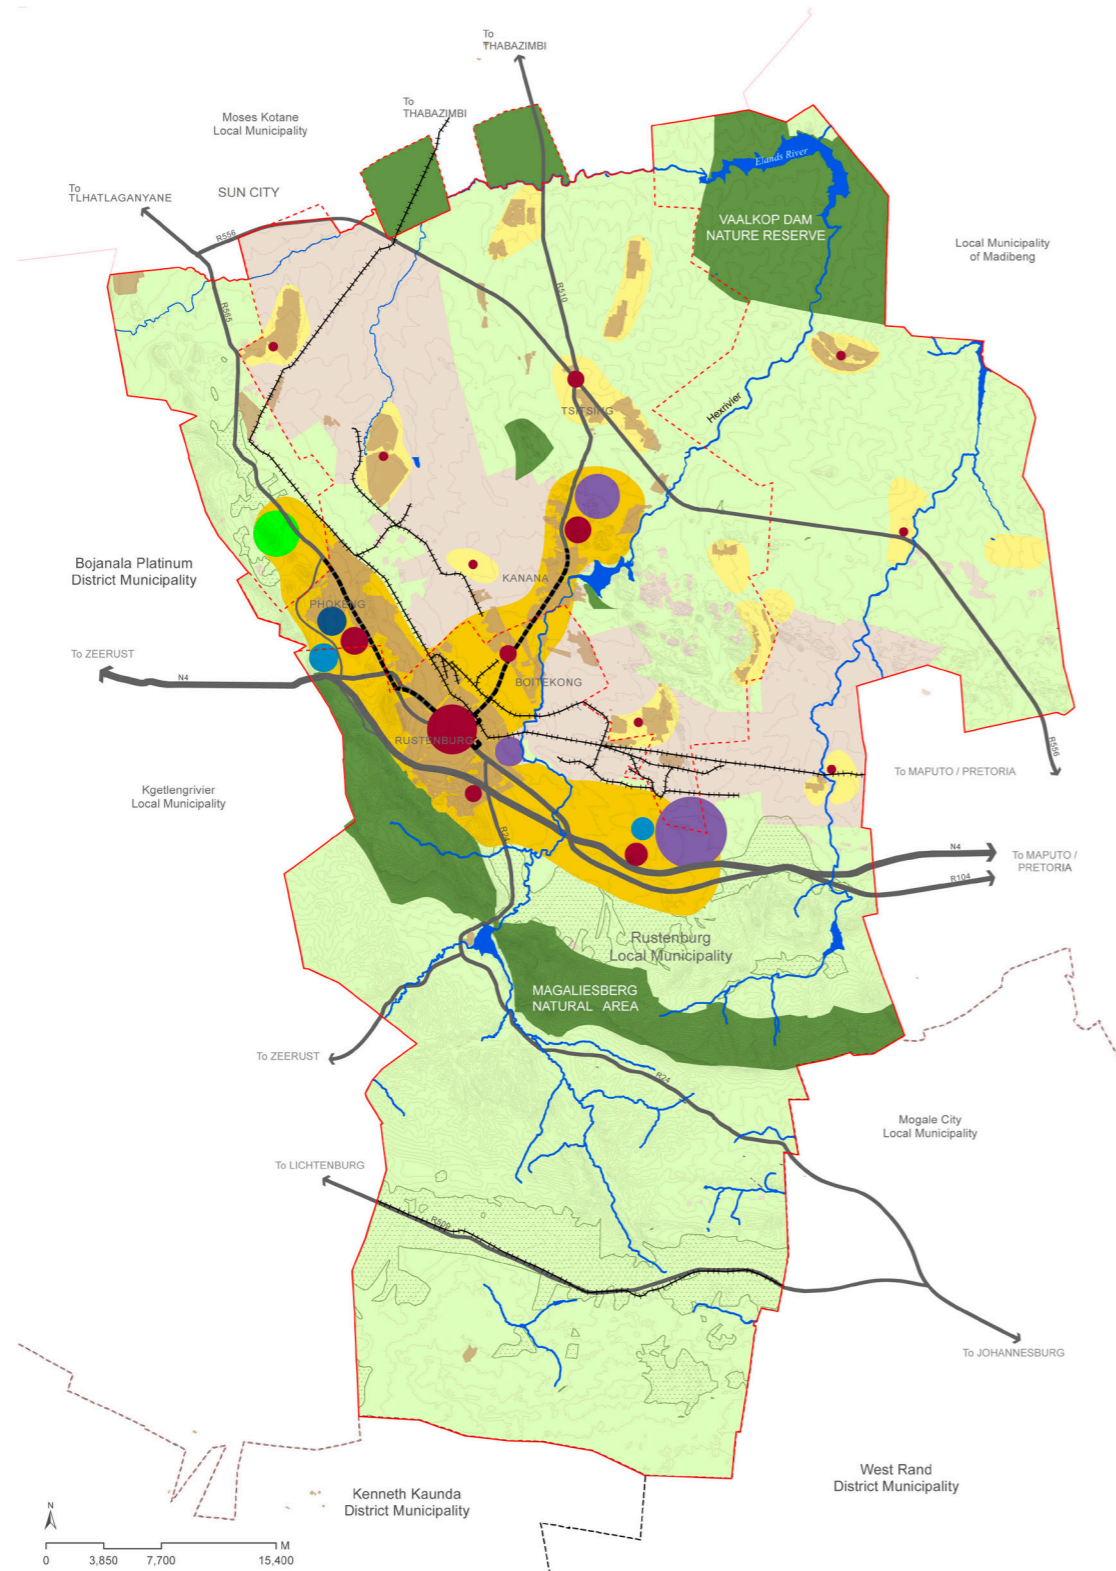 To
THABAZIMBI
To
THABAZIMBI
Moses Kotane
Local Municipality
To
TLHATLAGANYANE
SUN CITY
R556
Elands River
VAALKOP DAM
NATURE RESERVE
Local Municipality
of Madibeng
R565
R510
Hexrivier
TSITSING
Bojanala Platinum
District Municipality
KANANA
PHOKENG
To ZEERUST
N4
BOITEKONG
RUSTENBURG
R556
To MAPUTO / PRETORIA
Kgetlengrivier
Local Municipality
R24
N4
To MAPUTO /
PRETORIA
R104
Rustenburg
Local Municipality
MAGALIESBERG
NATURAL AREA
To ZEERUST
R24
Mogale City
Local Municipality
To LICHTENBURG
R509
To JOHANNESBURG
West Rand
District Municipality
Kenneth Kaunda
District Municipality
N
M
0 3,850 7,700 15,400